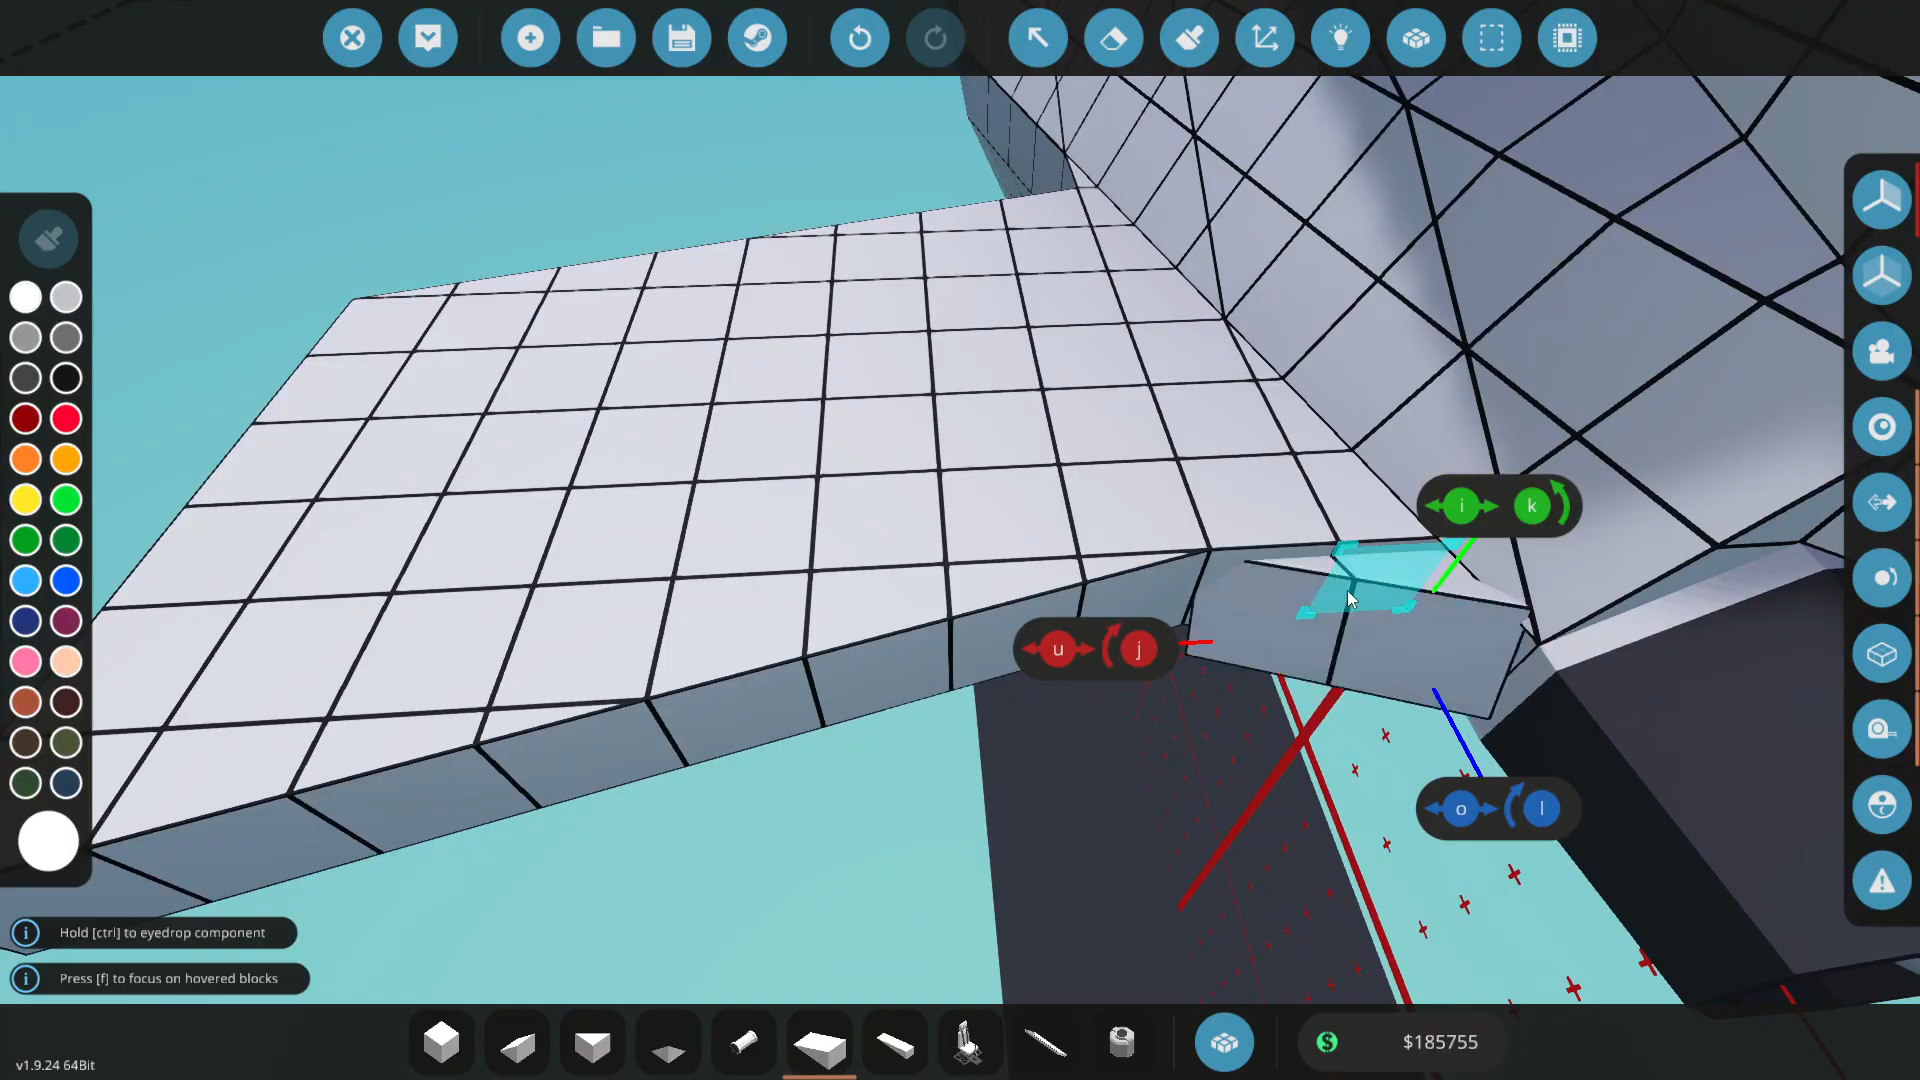 i k
u j
o l
Hold [ctrl] to eyedrop component
Press [f] to focus on hovered blocks
$ $185755
v1.9.24 64Bit